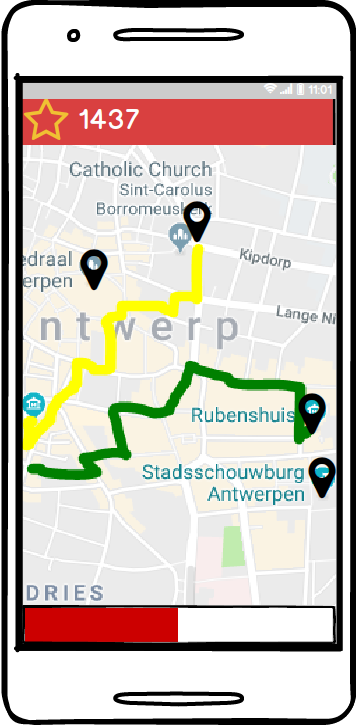 11:01
1437
Catholic Church
Sint-Carolus
Borromeuskerk
edraal
erpen
Kipdorp
Lange Ni
ntwerp
Rubenshuis
Stadsschouwburg
Antwerpen
DRIES